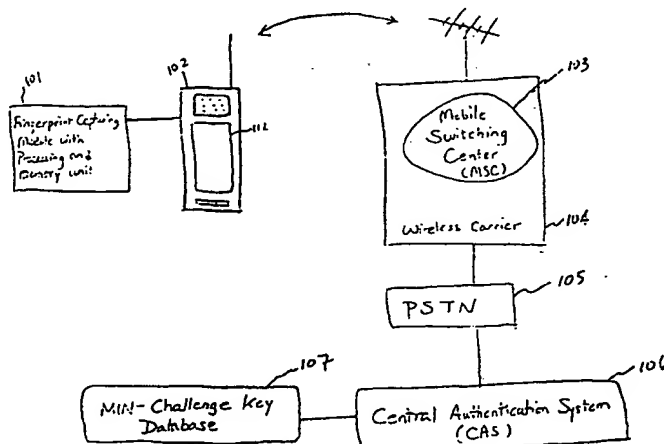 101
Fingerprint Capturing
Module with
Processing and
Memory unit
102
112
103
Mobile
Switching
Center
(MSC)
Wireless Carrier
104
PSTN
105
107
MIN-Challenge Key
Database
106
Central Authentication System
(CAS)